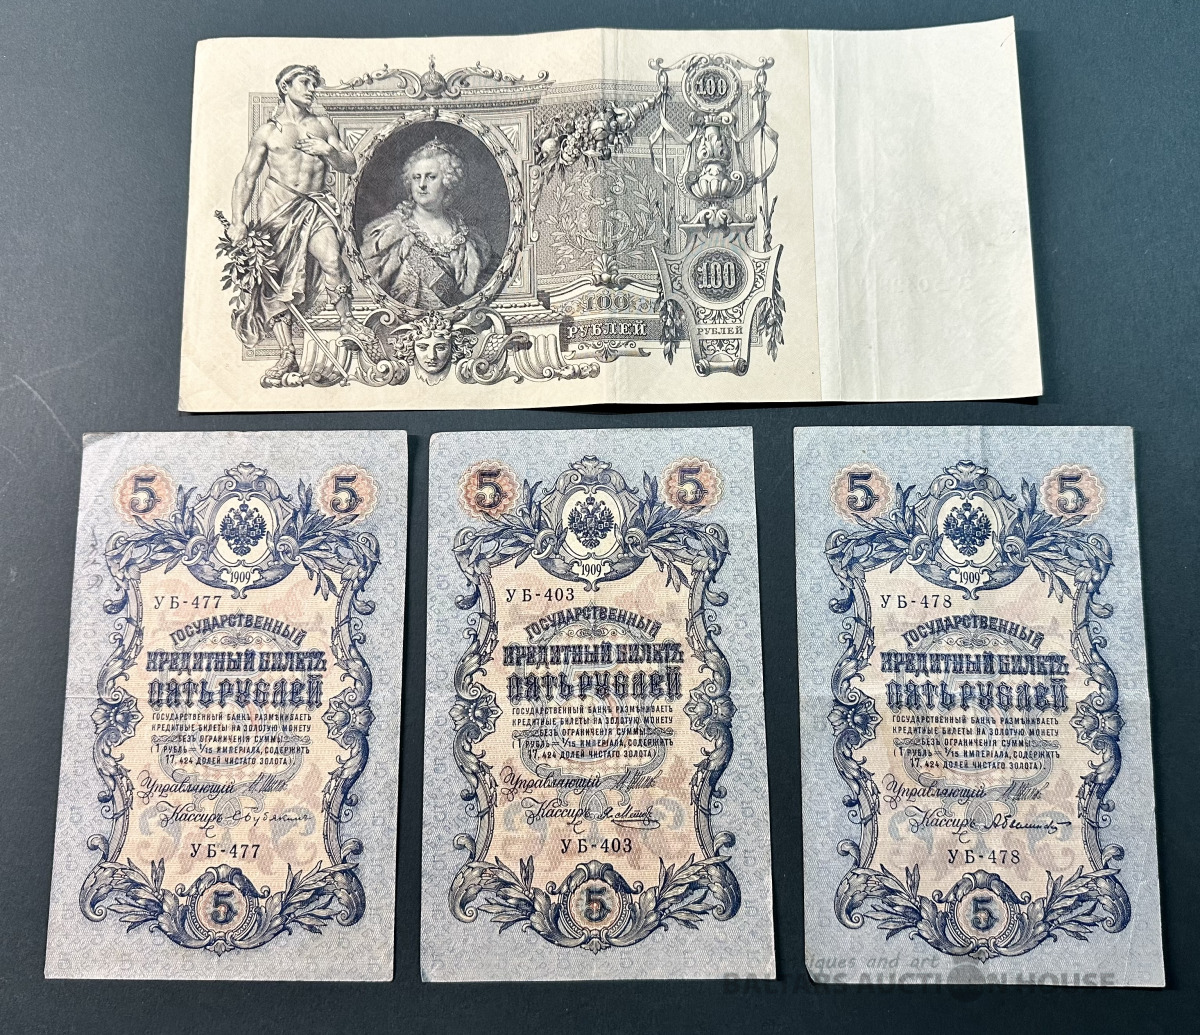 100
100
100
РУБЛЕЙ
РУБЛЕЙ
5 5
1909
УБ-477
ГОСУДАРСТВЕННЫЙ
КРЕДИТНЫЙ БИЛЕТЪ
ПЯТЬ РУБЛЕЙ
ГОСУДАРСТВЕННЫЙ БАНКЪ РАЗМѢНИВАЕТЪ
КРЕДИТНЫЕ БИЛЕТЫ НА ЗОЛОТУЮ МОНЕТУ
БЕЗЪ ОГРАНИЧЕНІЯ СУММЫ
(1 РУБЛЬ = 1/15 ИМПЕРІАЛА, СОДЕРЖИТЪ
17,424 ДОЛЕЙ ЧИСТАГО ЗОЛОТА).
Управляющій
Кассиръ
УБ-477
5
5 5
1909
УБ-403
ГОСУДАРСТВЕННЫЙ
КРЕДИТНЫЙ БИЛЕТЪ
ПЯТЬ РУБЛЕЙ
ГОСУДАРСТВЕННЫЙ БАНКЪ РАЗМѢНИВАЕТЪ
КРЕДИТНЫЕ БИЛЕТЫ НА ЗОЛОТУЮ МОНЕТУ
БЕЗЪ ОГРАНИЧЕНІЯ СУММЫ
(1 РУБЛЬ = 1/15 ИМПЕРІАЛА, СОДЕРЖИТЪ
17,424 ДОЛЕЙ ЧИСТАГО ЗОЛОТА).
Управляющій
Кассиръ
УБ-403
5
5 5
1909
УБ-478
ГОСУДАРСТВЕННЫЙ
КРЕДИТНЫЙ БИЛЕТЪ
ПЯТЬ РУБЛЕЙ
ГОСУДАРСТВЕННЫЙ БАНКЪ РАЗМѢНИВАЕТЪ
КРЕДИТНЫЕ БИЛЕТЫ НА ЗОЛОТУЮ МОНЕТУ
БЕЗЪ ОГРАНИЧЕНІЯ СУММЫ
(1 РУБЛЬ = 1/15 ИМПЕРІАЛА, СОДЕРЖИТЪ
17,424 ДОЛЕЙ ЧИСТАГО ЗОЛОТА).
Управляющій
Кассиръ
УБ-478
5
antiques and art
BALTARS AUCTION HOUSE